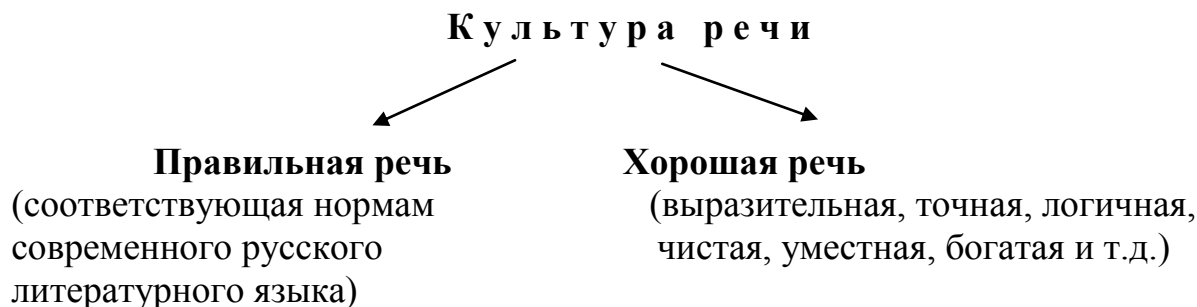 Культура речи
Правильная речь
(соответствующая нормам
современного русского
литературного языка)
Хорошая речь
(выразительная, точная, логичная,
чистая, уместная, богатая и т.д.)